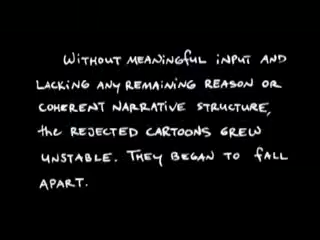 WITHOUT MEANINGFUL INPUT AND
LACKING ANY REMAINING REASON OR
COHERENT NARRATIVE STRUCTURE,
the REJECTED CARTOONS GREW
UNSTABLE. THEY BEGAN TO FALL
APART.